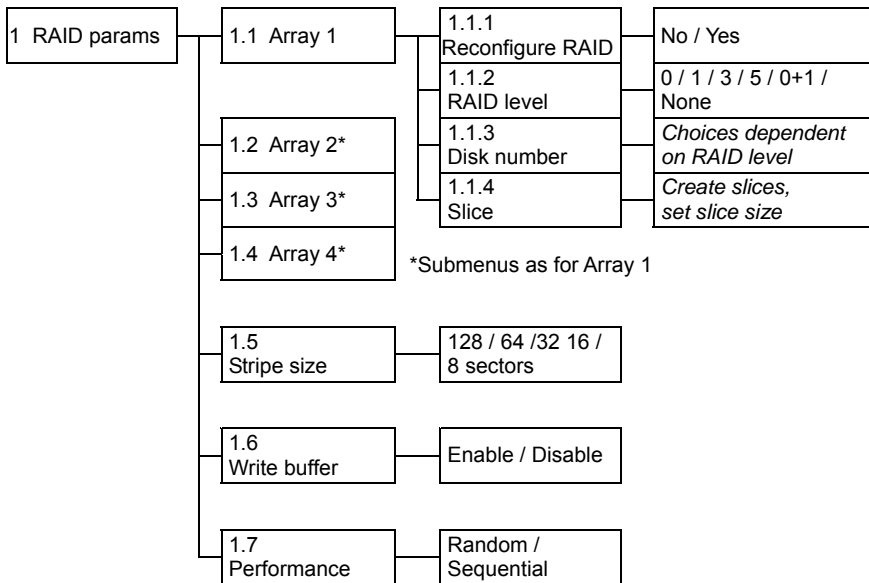 1 RAID params
1.1 Array 1
1.1.1
Reconfigure RAID
No / Yes
1.1.2
RAID level
0 / 1 / 3 / 5 / 0+1 /
None
1.1.3
Disk number
Choices dependent
on RAID level
1.1.4
Slice
Create slices,
set slice size
1.2 Array 2*
1.3 Array 3*
1.4 Array 4*
*Submenus as for Array 1
1.5
Stripe size
128 / 64 /32 16 /
8 sectors
1.6
Write buffer
Enable / Disable
1.7
Performance
Random /
Sequential